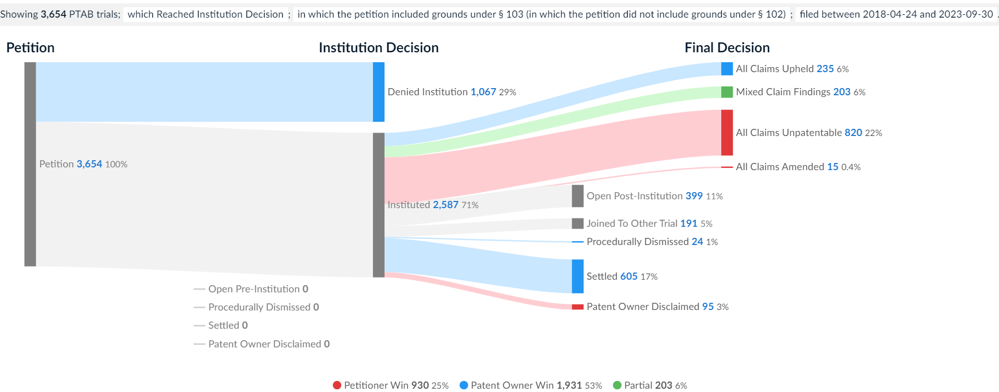 Showing 3,654 PTAB trials; which Reached Institution Decision ; in which the petition included grounds under § 103 (in which the petition did not include grounds under § 102) ; filed between 2018-04-24 and 2023-09-30 .
Petition
Institution Decision
Final Decision
All Claims Upheld 235 6%
Denied Institution 1,067 29%
Mixed Claim Findings 203 6%
All Claims Unpatentable 820 22%
Petition 3,654 100%
All Claims Amended 15 0.4%
Open Post-Institution 399 11%
Instituted 2,587 71%
Joined To Other Trial 191 5%
Procedurally Dismissed 24 1%
Settled 605 17%
Open Pre-Institution 0
Procedurally Dismissed 0
Patent Owner Disclaimed 95 3%
Settled 0
Patent Owner Disclaimed 0
Petitioner Win 930 25% Patent Owner Win 1,931 53% Partial 203 6%